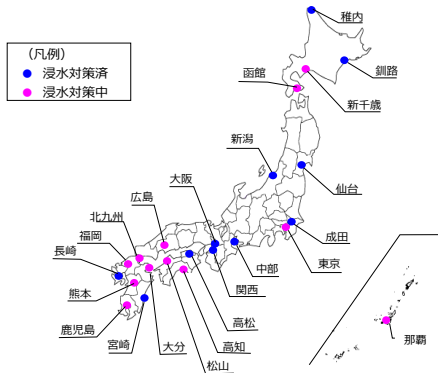 (凡例)
浸水対策済
浸水対策中
稚内
釧路
函館
新千歳
新潟
大阪
仙台
広島
北九州
福岡
長崎
成田
中部
東京
関西
熊本
高松
那覇
鹿児島
宮崎
大分
高知
松山